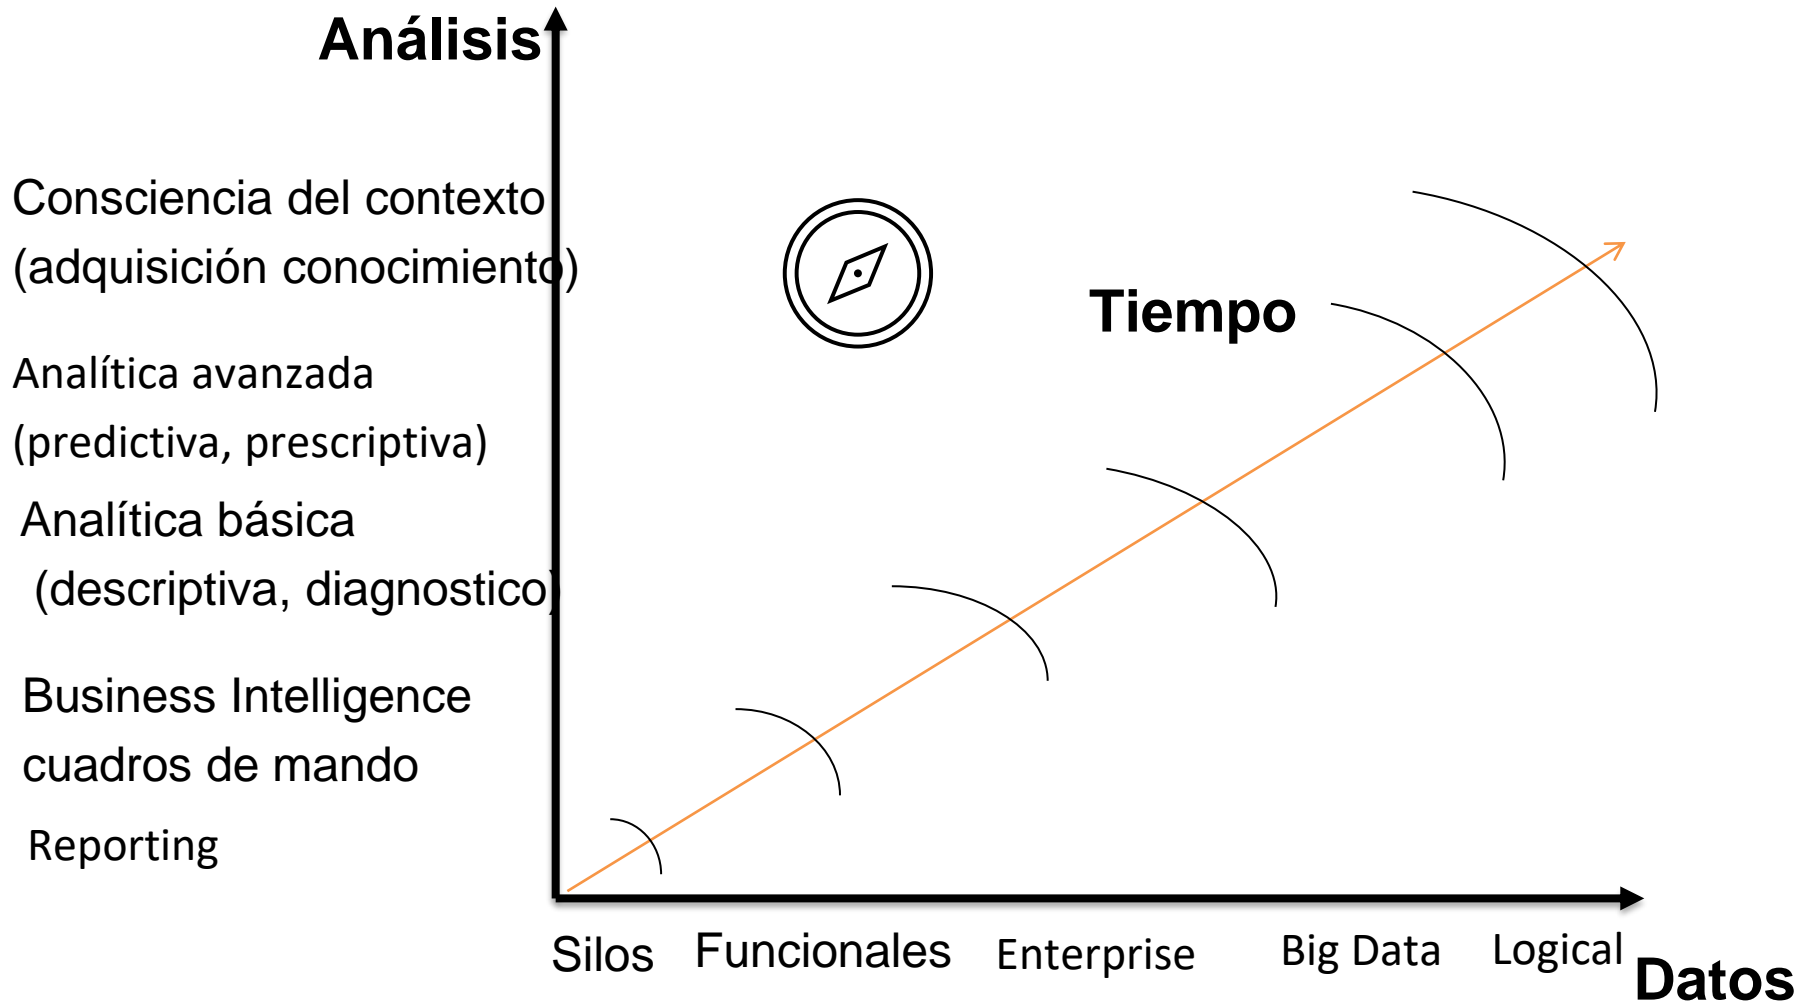 Análisis
Consciencia del contexto
(adquisición conocimiento)
Tiempo
Analítica avanzada
(predictiva, prescriptiva)
Analítica básica
(descriptiva, diagnostico)
Business Intelligence
cuadros de mando
Reporting
Silos
Funcionales
Enterprise
Big Data
Logical
Datos